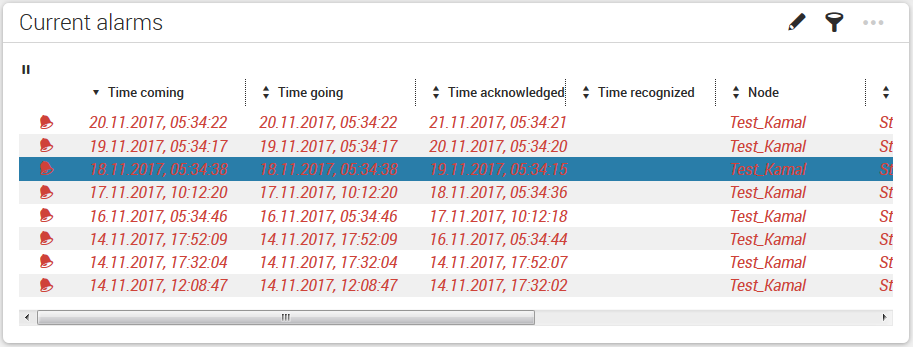 Current alarms
Time coming Time going Time acknowledged Time recognized Node
20.11.2017, 05:34:22 20.11.2017, 05:34:22 21.11.2017, 05:34:21 Test_Kamal St
19.11.2017, 05:34:17 19.11.2017, 05:34:17 20.11.2017, 05:34:20 Test_Kamal St
18.11.2017, 05:34:38 18.11.2017, 05:34:38 19.11.2017, 05:34:15 Test_Kamal St
17.11.2017, 10:12:20 17.11.2017, 10:12:20 18.11.2017, 05:34:36 Test_Kamal St
16.11.2017, 05:34:46 16.11.2017, 05:34:46 17.11.2017, 10:12:18 Test_Kamal St
14.11.2017, 17:52:09 14.11.2017, 17:52:09 16.11.2017, 05:34:44 Test_Kamal St
14.11.2017, 17:32:04 14.11.2017, 17:32:04 14.11.2017, 17:52:07 Test_Kamal St
14.11.2017, 12:08:47 14.11.2017, 12:08:47 14.11.2017, 17:32:02 Test_Kamal St